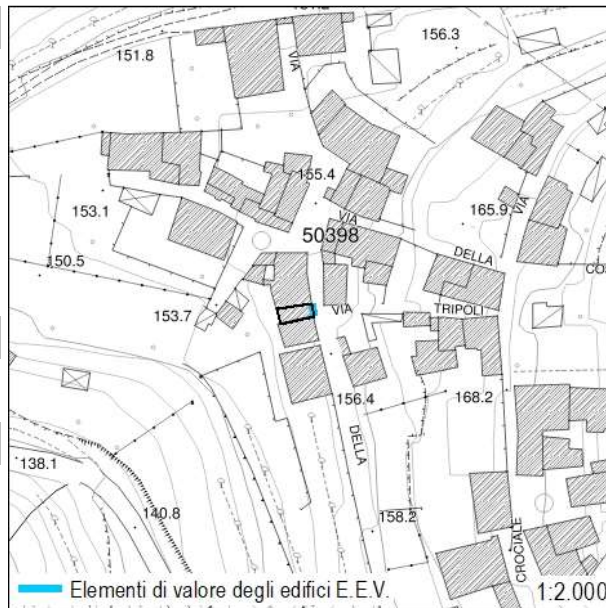 156.3
151.8
VIA
155.4
153.1
165.9
VIA
VIA
50398
DELLA
150.5
CO
153.7
VIA
TRIPOLI
156.4
168.2
DELLA
138.1
140.8
158.2
CROCIALE
Elementi di valore degli edifici E.E.V.
1:2.000